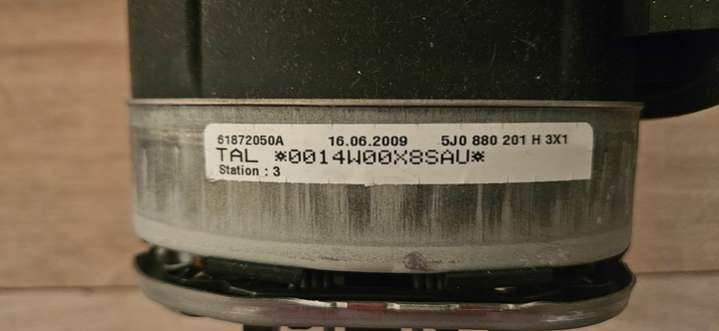 61872050A 16.06.2009 5J0 880 201 H 3X1
TAL *0014W00X8SAU*
Station : 3